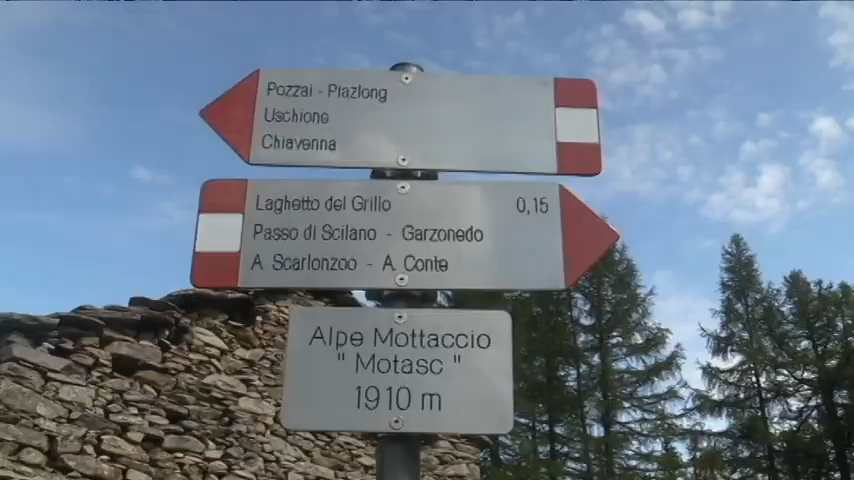 Pozzai - Piazlong
Uschione
Chiavenna
Laghetto del Grillo 0,15
Passo di Scilano - Garzonedo
A. Scarlonzoo - A. Conte
Alpe Mottaccio
" Motasc "
1910 m